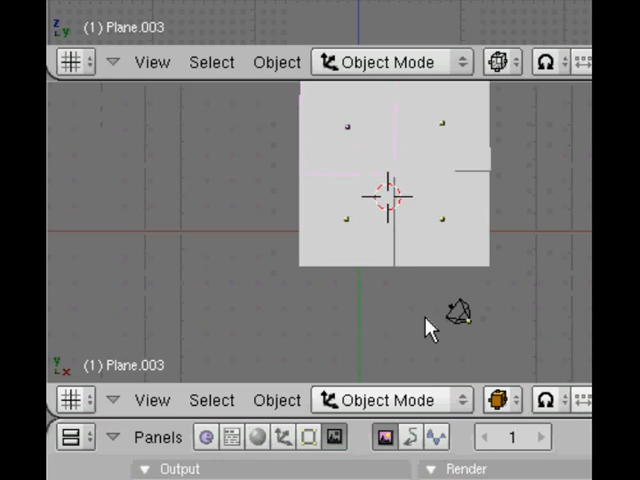 z
y
(1) Plane.003
View Select Object Object Mode
y
x
(1) Plane.003
View Select Object Object Mode
Panels 1
Output Render